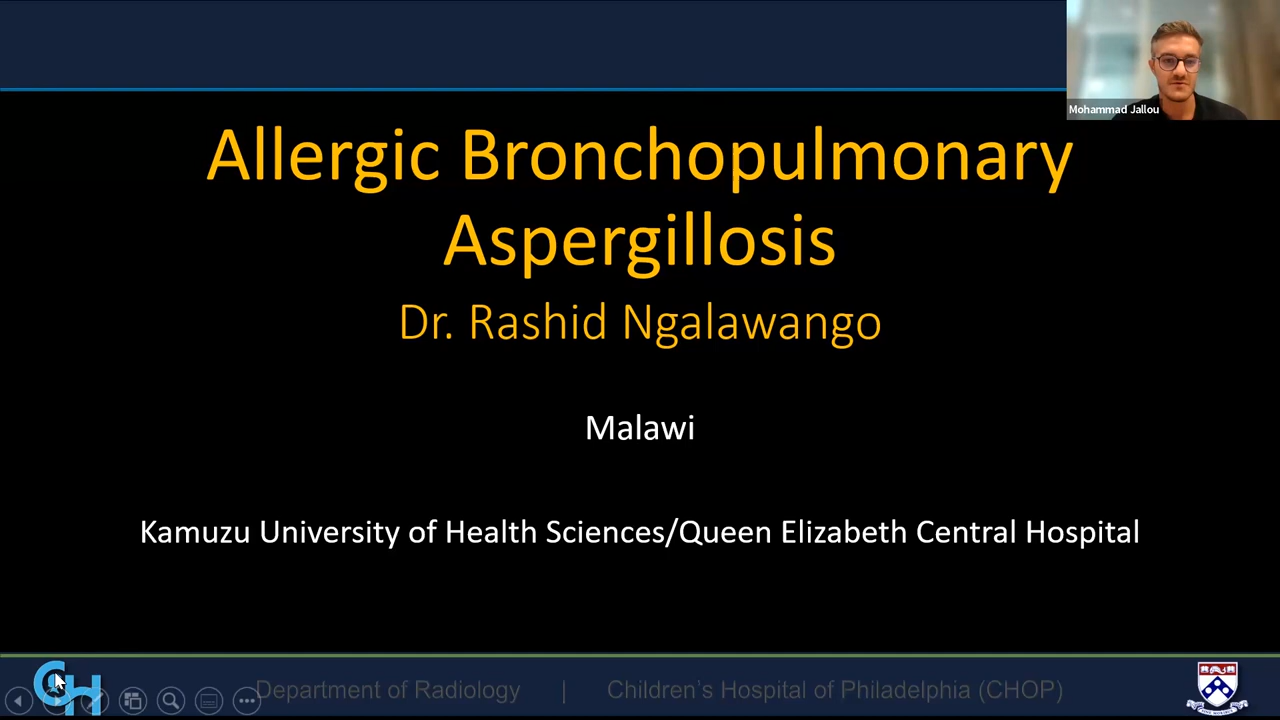 Mohammad Jallou
Allergic Bronchopulmonary
Aspergillosis
Dr. Rashid Ngalawango
Malawi
Kamuzu University of Health Sciences/Queen Elizabeth Central Hospital
CH
Department of Radiology | Children's Hospital of Philadelphia (CHOP)